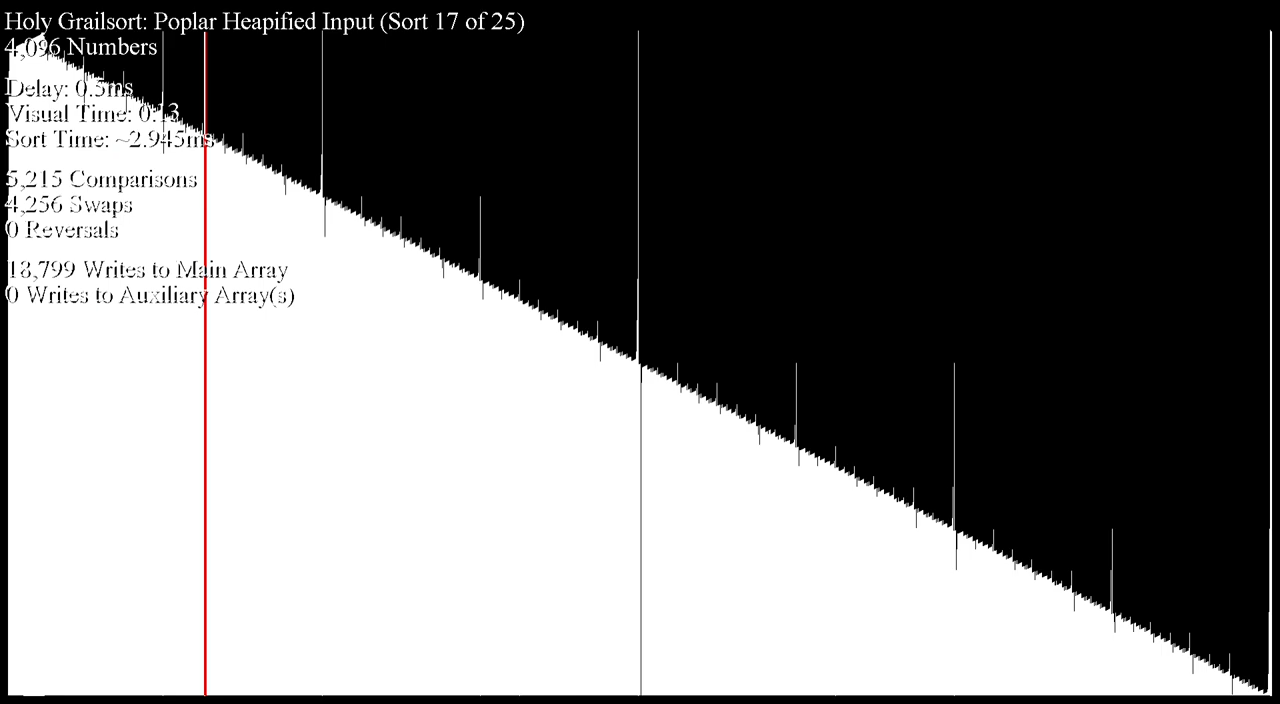 Holy Grailsort: Poplar Heapified Input (Sort 17 of 25)
4,096 Numbers
Delay: 0.5ms
Visual Time: 0:13
Sort Time: ~2.945ms
5,215 Comparisons
4,256 Swaps
0 Reversals
18,799 Writes to Main Array
0 Writes to Auxiliary Array(s)